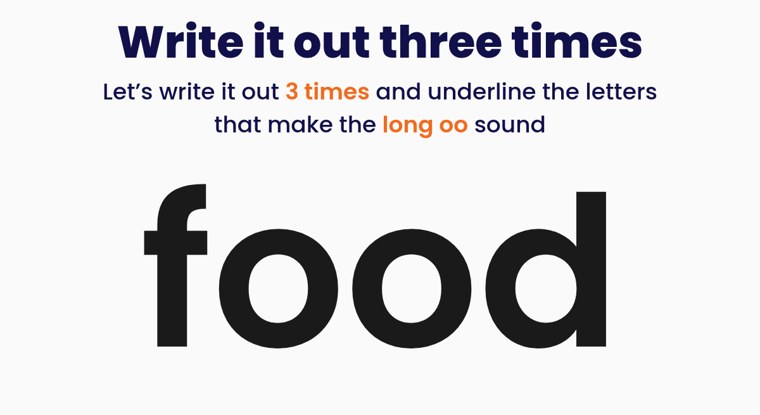 Write it out three times
Let’s write it out 3 times and underline the letters
that make the long oo sound
food